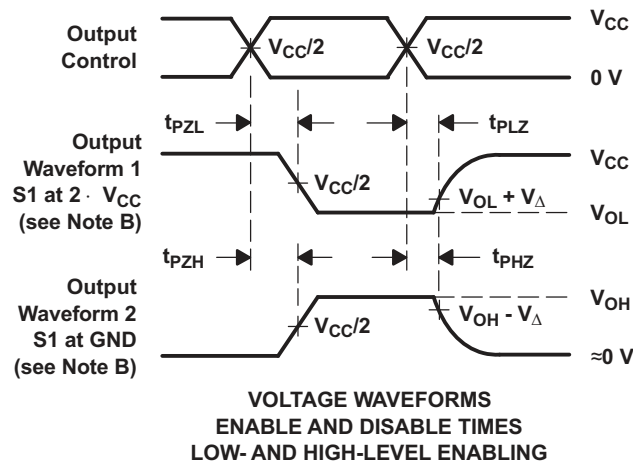 Output
Control
V_CC/2
V_CC/2
V_CC
0 V
t_PZL
t_PLZ
Output
Waveform 1
S1 at 2 · V_CC
(see Note B)
V_CC/2
V_OL + V_Δ
V_CC
V_OL
t_PZH
t_PHZ
Output
Waveform 2
S1 at GND
(see Note B)
V_CC/2
V_OH - V_Δ
V_OH
≈0 V
VOLTAGE WAVEFORMS
ENABLE AND DISABLE TIMES
LOW- AND HIGH-LEVEL ENABLING